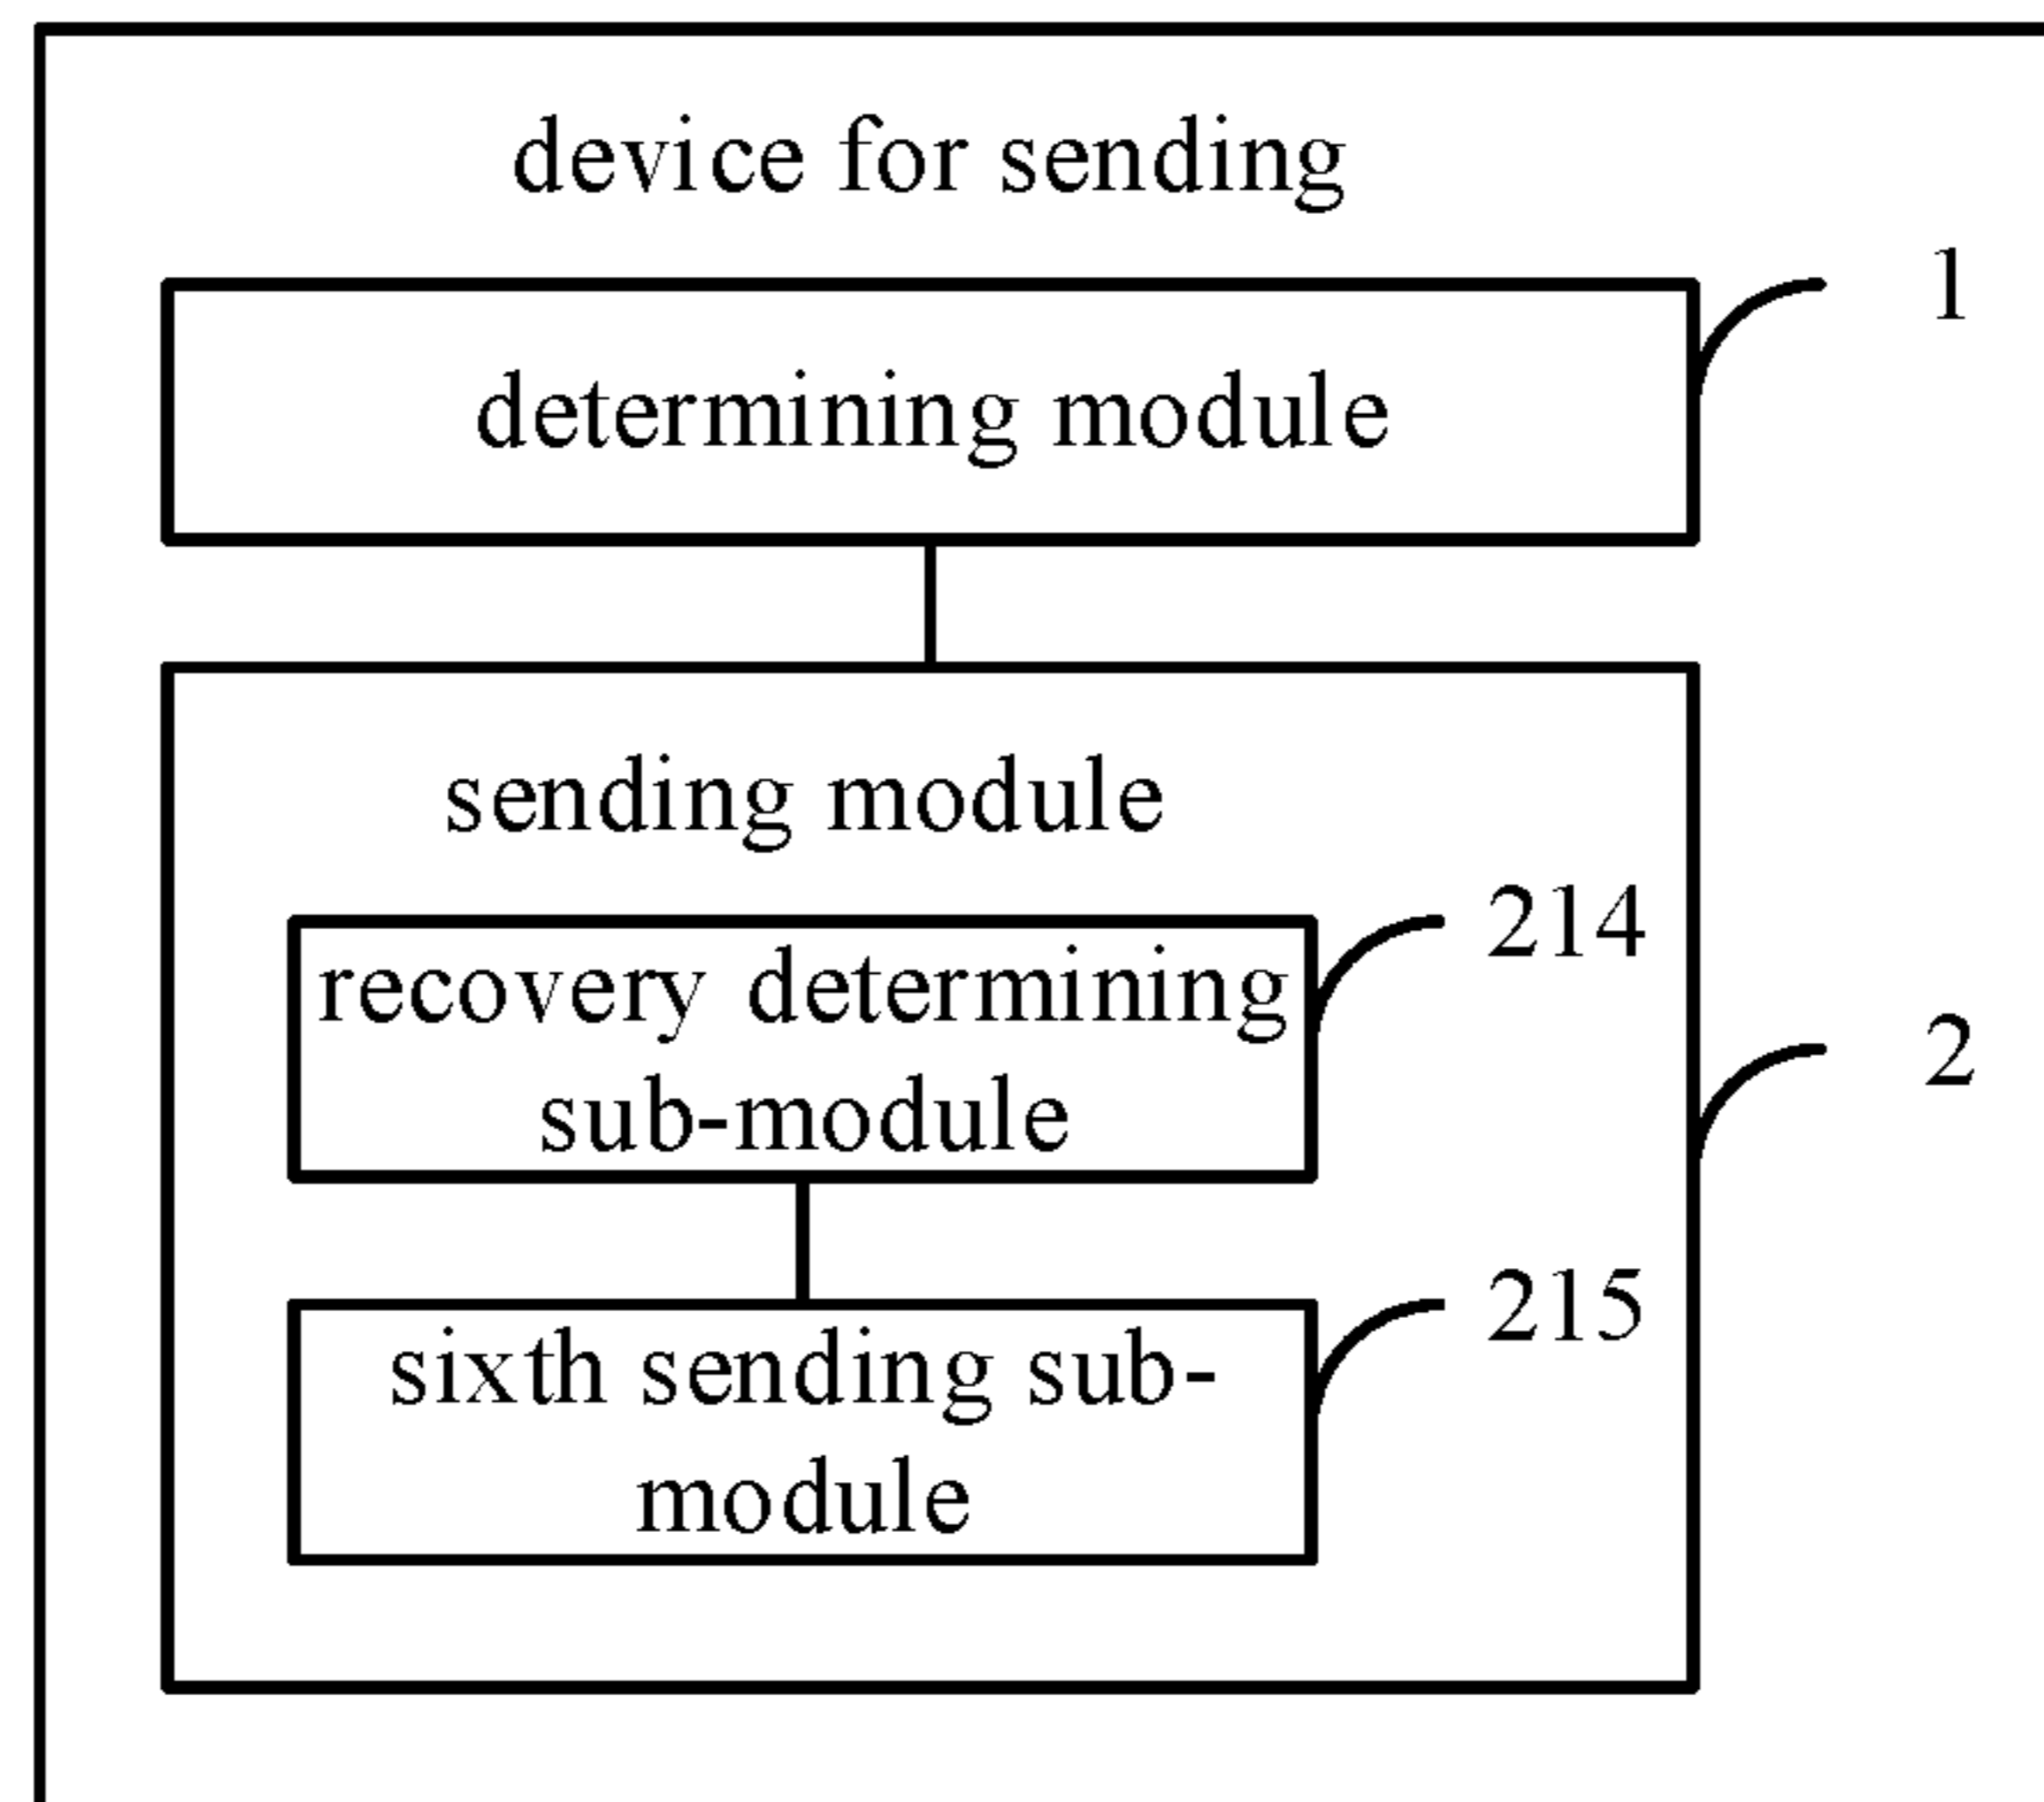 device for sending
1
determining module
sending module
214
recovery determining
sub-module
2
215
sixth sending sub-
module